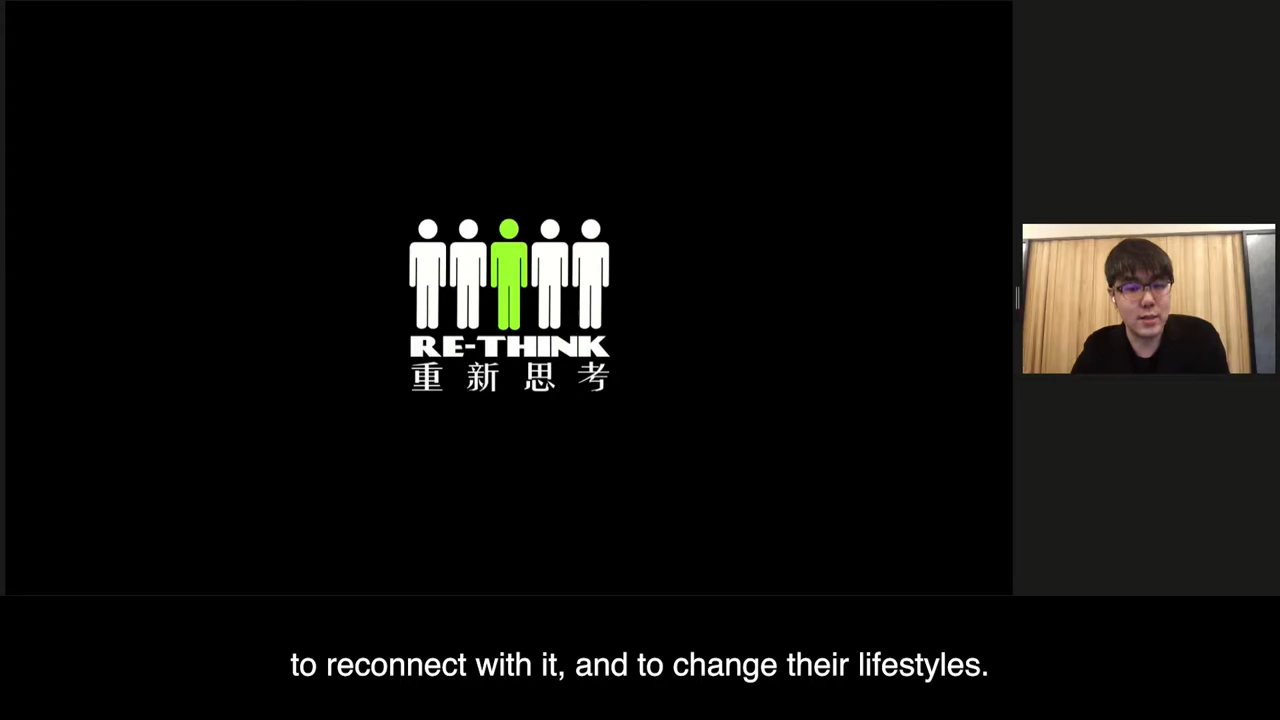 RE-THINK
重新思考
to reconnect with it, and to change their lifestyles.